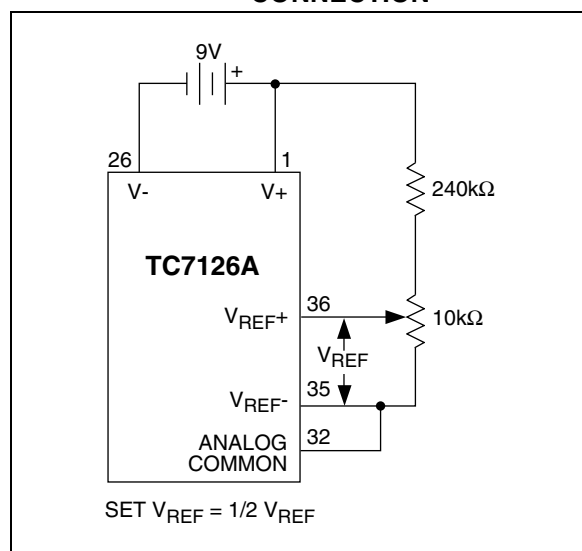 CONNECTION
9V
+
26
1
V-
V+
240kΩ
TC7126A
36
VREF+
10kΩ
VREF
35
VREF-
32
ANALOG
COMMON
SET VREF = 1/2 VREF